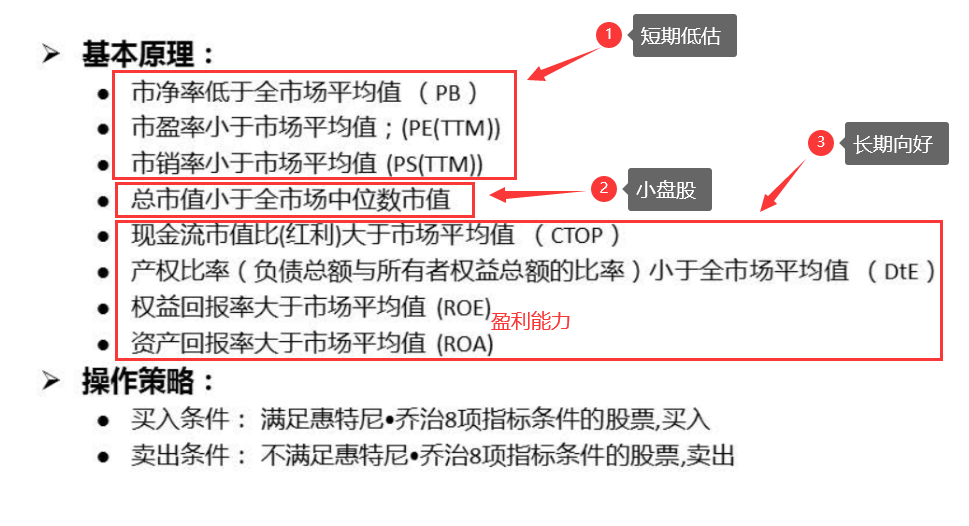 1 短期低估
➢ 基本原理：
● 市净率低于全市场平均值 （PB）
● 市盈率小于市场平均值；(PE(TTM))
3 长期向好
● 市销率小于市场平均值 (PS(TTM))
2 小盘股
● 总市值小于全市场中位数市值
● 现金流市值比(红利)大于市场平均值 （CTOP）
● 产权比率（负债总额与所有者权益总额的比率）小于全市场平均值 （DtE）
● 权益回报率大于市场平均值 (ROE)
盈利能力
● 资产回报率大于市场平均值 (ROA)
➢ 操作策略：
● 买入条件： 满足惠特尼•乔治8项指标条件的股票,买入
● 卖出条件： 不满足惠特尼•乔治8项指标条件的股票,卖出